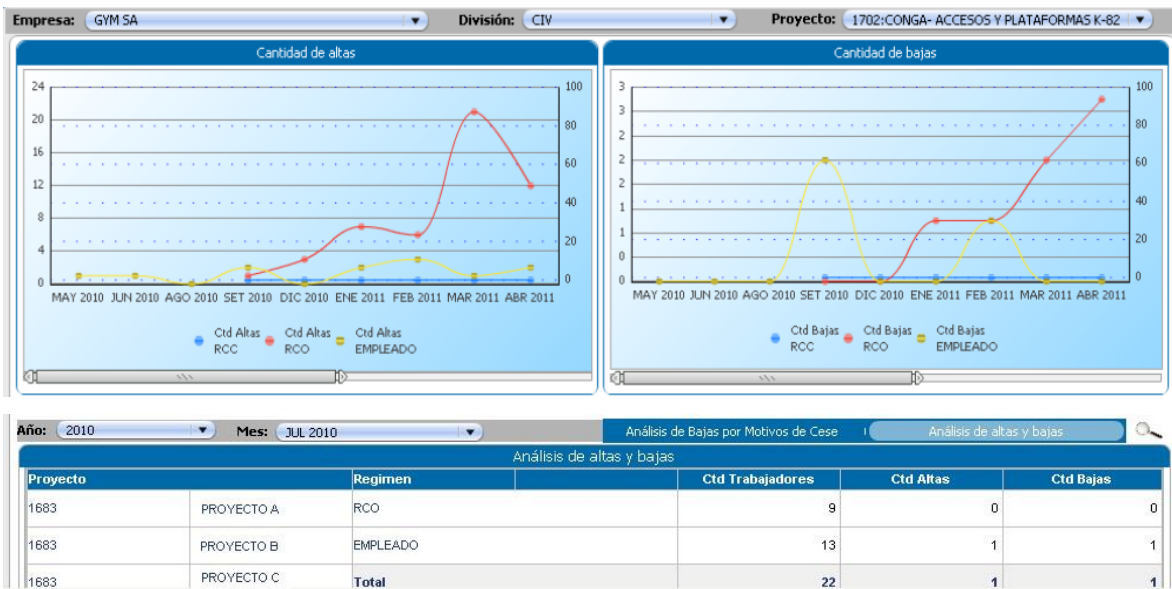 Empresa: GYM SA División: CIV Proyecto: 1702:CONGA- ACCESOS Y PLATAFORMAS K-82
Cantidad de altas
24
20
16
12
8
4
0
100
80
60
40
20
0
MAY 2010 JUN 2010 AGO 2010 SET 2010 DIC 2010 ENE 2011 FEB 2011 MAR 2011 ABR 2011
Ctd Altas RCC
Ctd Altas RCO
Ctd Altas EMPLEADO
Cantidad de bajas
3
3
2
2
2
1
1
0
0
100
80
60
40
20
0
MAY 2010 JUN 2010 AGO 2010 SET 2010 DIC 2010 ENE 2011 FEB 2011 MAR 2011 ABR 2011
Ctd Bajas RCC
Ctd Bajas RCO
Ctd Bajas EMPLEADO
Año: 2010 Mes: JUL 2010 Análisis de Bajas por Motivos de Cese Análisis de altas y bajas
Análisis de altas y bajas
Proyecto Regimen Ctd Trabajadores Ctd Altas Ctd Bajas
1683 PROYECTO A RCO 9 0 0
1683 PROYECTO B EMPLEADO 13 1 1
1683 PROYECTO C Total 22 1 1